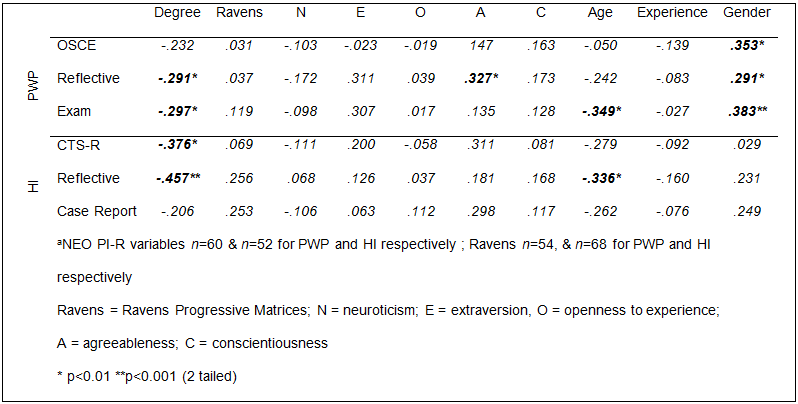 Degree Ravens N E O A C Age Experience Gender
PWP
OSCE -.232 .031 -.103 -.023 -.019 147 .163 -.050 -.139 .353*
Reflective -.291* .037 -.172 .311 .039 .327* .173 -.242 -.083 .291*
Exam -.297* .119 -.098 .307 .017 .135 .128 -.349* -.027 .383**
HI
CTS-R -.376* .069 -.111 .200 -.058 .311 .081 -.279 -.092 .029
Reflective -.457** .256 .068 .126 .037 .181 .168 -.336* -.160 .231
Case Report -.206 .253 -.106 .063 .112 .298 .117 -.262 -.076 .249
ᵃNEO PI-R variables n=60 & n=52 for PWP and HI respectively ; Ravens n=54, & n=68 for PWP and HI
respectively
Ravens = Ravens Progressive Matrices; N = neuroticism; E = extraversion, O = openness to experience;
A = agreeableness; C = conscientiousness
* p<0.01 **p<0.001 (2 tailed)